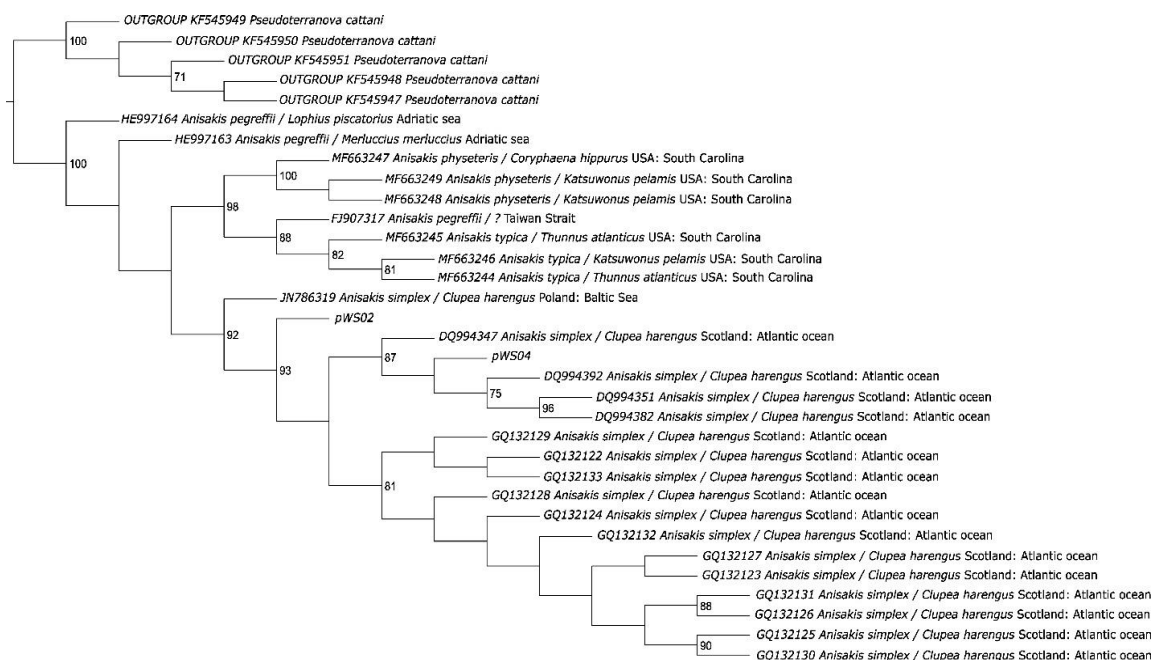 OUTGROUP KF545949 Pseudoterranova cattani
100
OUTGROUP KF545950 Pseudoterranova cattani
OUTGROUP KF545951 Pseudoterranova cattani
71
OUTGROUP KF545948 Pseudoterranova cattani
OUTGROUP KF545947 Pseudoterranova cattani
HE997164 Anisakis pegreffii / Lophius piscatorius Adriatic sea
HE997163 Anisakis pegreffii / Merluccius merluccius Adriatic sea
100
MF663247 Anisakis physeteris / Coryphaena hippurus USA: South Carolina
100
MF663249 Anisakis physeteris / Katsuwonus pelamis USA: South Carolina
MF663248 Anisakis physeteris / Katsuwonus pelamis USA: South Carolina
98
FJ907317 Anisakis pegreffii / ? Taiwan Strait
88
MF663245 Anisakis typica / Thunnus atlanticus USA: South Carolina
82
MF663246 Anisakis typica / Katsuwonus pelamis USA: South Carolina
81
MF663244 Anisakis typica / Thunnus atlanticus USA: South Carolina
JN786319 Anisakis simplex / Clupea harengus Poland: Baltic Sea
pWS02
92
DQ994347 Anisakis simplex / Clupea harengus Scotland: Atlantic ocean
87
pWS04
93
DQ994392 Anisakis simplex / Clupea harengus Scotland: Atlantic ocean
75
DQ994351 Anisakis simplex / Clupea harengus Scotland: Atlantic ocean
96
DQ994382 Anisakis simplex / Clupea harengus Scotland: Atlantic ocean
GQ132129 Anisakis simplex / Clupea harengus Scotland: Atlantic ocean
GQ132122 Anisakis simplex / Clupea harengus Scotland: Atlantic ocean
GQ132133 Anisakis simplex / Clupea harengus Scotland: Atlantic ocean
81
GQ132128 Anisakis simplex / Clupea harengus Scotland: Atlantic ocean
GQ132124 Anisakis simplex / Clupea harengus Scotland: Atlantic ocean
GQ132132 Anisakis simplex / Clupea harengus Scotland: Atlantic ocean
GQ132127 Anisakis simplex / Clupea harengus Scotland: Atlantic ocean
GQ132123 Anisakis simplex / Clupea harengus Scotland: Atlantic ocean
GQ132131 Anisakis simplex / Clupea harengus Scotland: Atlantic ocean
88
GQ132126 Anisakis simplex / Clupea harengus Scotland: Atlantic ocean
GQ132125 Anisakis simplex / Clupea harengus Scotland: Atlantic ocean
90
GQ132130 Anisakis simplex / Clupea harengus Scotland: Atlantic ocean